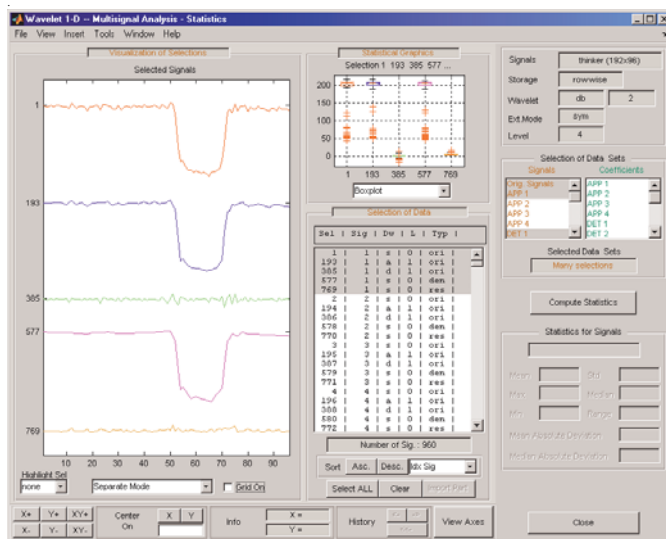 Wavelet 1-D -- Multisignal Analysis - Statistics
File View Insert Tools Window Help
Visualization of Selections
Selected Signals
1
193
385
577
769
10 20 30 40 50 60 70 80 90
Highlight Sel
none
Separate Mode
Grid On
Statistical Graphics
Selection 1 193 385 577 ...
200
150
100
50
0
1 193 385 577 769
Boxplot
Selection of Data
Sel | Sig | Dw | L | Typ |
1 | 1 | s | 0 | ori |
193 | 1 | a | 1 | ori |
385 | 1 | d | 1 | ori |
577 | 1 | s | 0 | den |
769 | 1 | s | 0 | res |
2 | 2 | s | 0 | ori |
194 | 2 | a | 1 | ori |
386 | 2 | d | 1 | ori |
578 | 2 | s | 0 | den |
770 | 2 | s | 0 | res |
3 | 3 | s | 0 | ori |
195 | 3 | a | 1 | ori |
387 | 3 | d | 1 | ori |
579 | 3 | s | 0 | den |
771 | 3 | s | 0 | res |
4 | 4 | s | 0 | ori |
196 | 4 | a | 1 | ori |
388 | 4 | d | 1 | ori |
580 | 4 | s | 0 | den |
772 | 4 | s | 0 | res |
Number of Sig. : 960
Sort Asc. Desc. Idx Sig
Select ALL Clear Import Part
Signals thinker (192x96)
Storage rowwise
Wavelet db 2
Ext.Mode sym
Level 4
Selection of Data Sets
Signals Coefficients
Orig. Signals APP 1
APP 1 APP 2
APP 2 APP 3
APP 3 APP 4
APP 4 DET 1
DET 1 DET 2
Selected Data Sets
Many selections
Compute Statistics
Statistics for Signals
Mean Std
Max Median
Min Range
Mean Absolute Deviation
Median Absolute Deviation
X+ Y+ XY+
X- Y- XY-
Center On X Y
Info X = Y =
History <- -> <<-
View Axes
Close